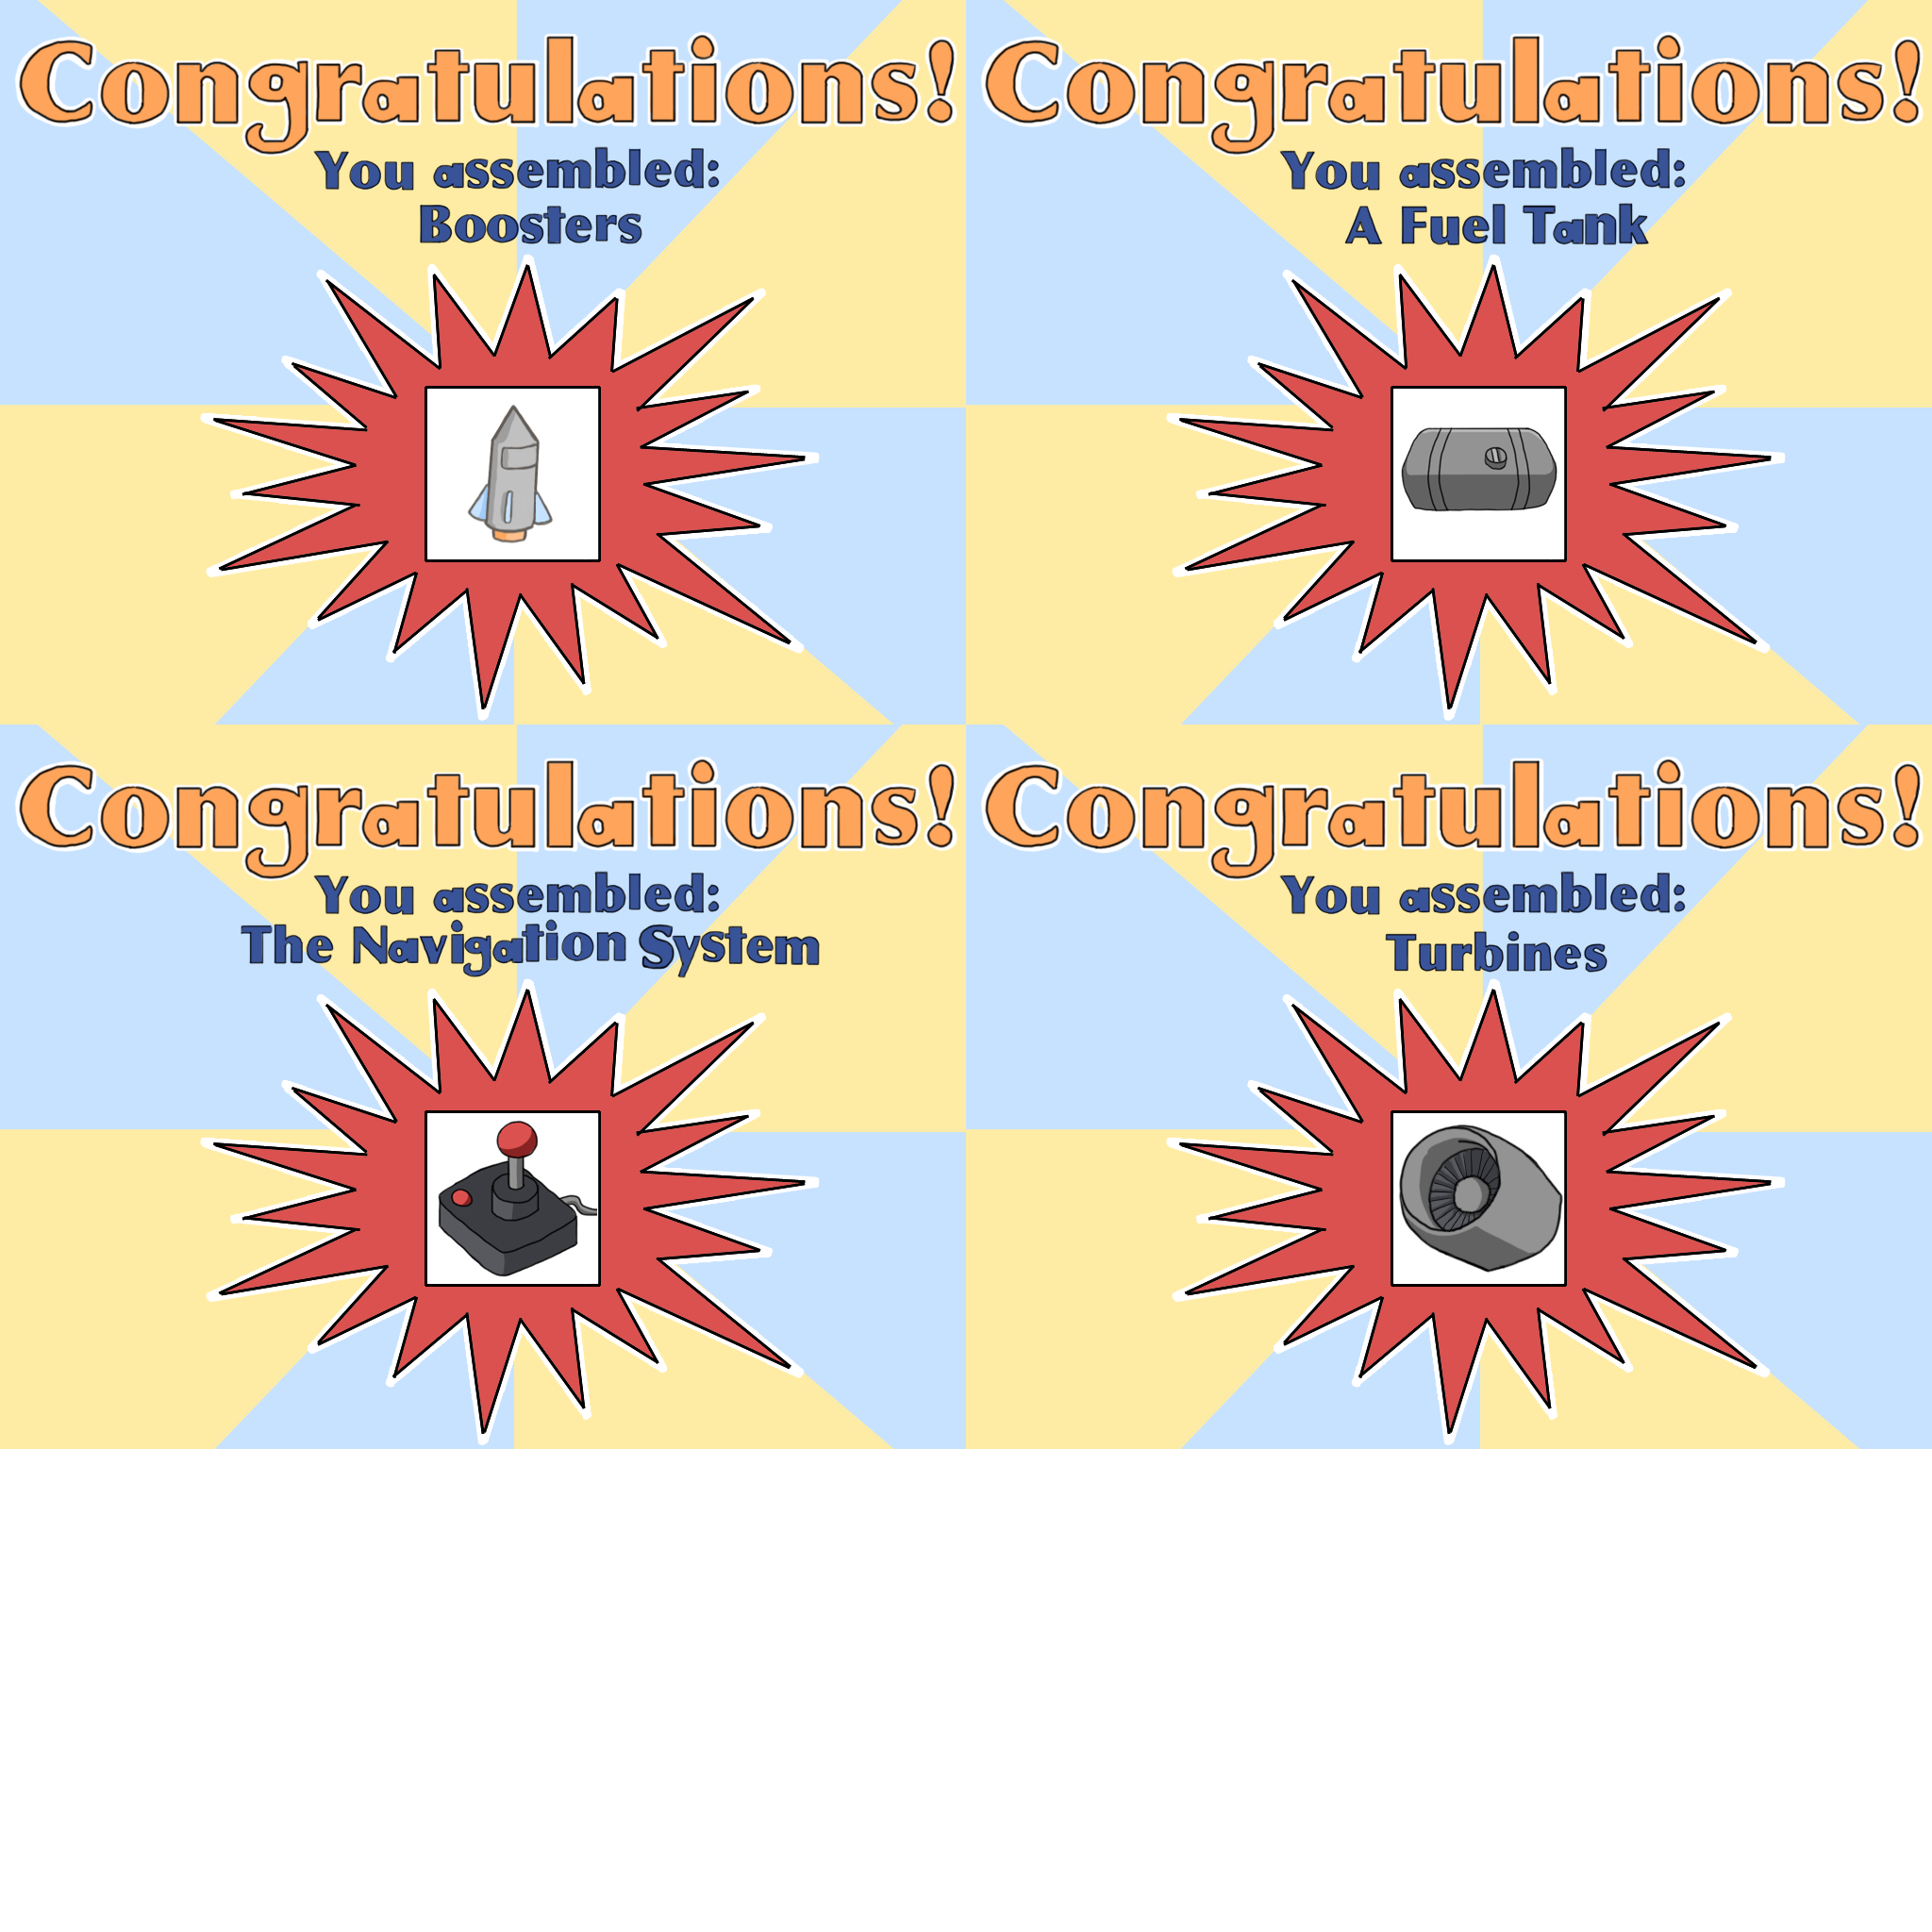 Congratulations!
You assembled:
Boosters
Congratulations!
You assembled:
A Fuel Tank
Congratulations!
You assembled:
The Navigation System
Congratulations!
You assembled:
Turbines